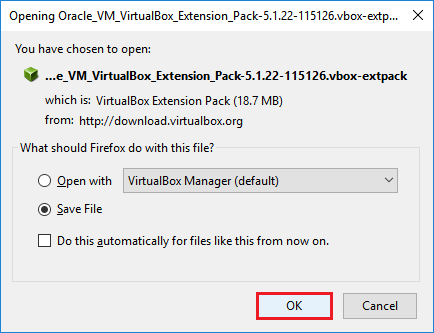 Opening Oracle_VM_VirtualBox_Extension_Pack-5.1.22-115126.vbox-extp...
You have chosen to open:
...e_VM_VirtualBox_Extension_Pack-5.1.22-115126.vbox-extpack
which is: VirtualBox Extension Pack (18.7 MB)
from: http://download.virtualbox.org
What should Firefox do with this file?
Open with VirtualBox Manager (default)
Save File
Do this automatically for files like this from now on.
OK Cancel